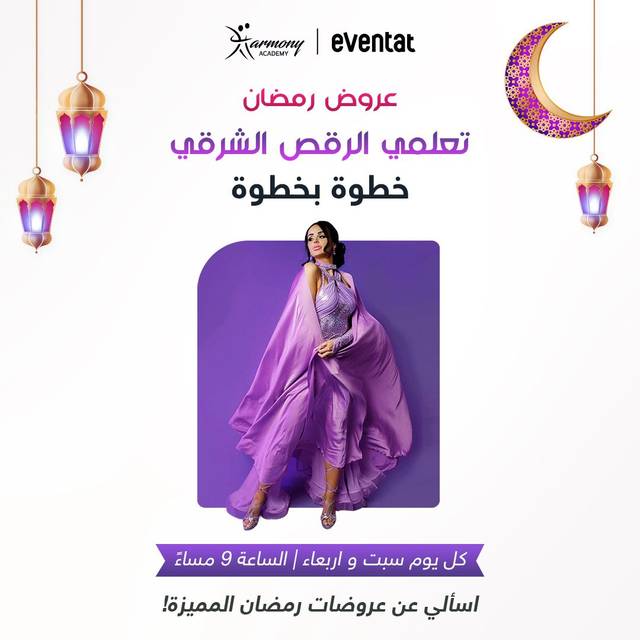 Harmony
ACADEMY
eventat
عروض رمضان
تعلمي الرقص الشرقي
خطوة بخطوة
كل يوم سبت و اربعاء | الساعة 9 مساءً
اسألي عن عروضات رمضان المميزة!